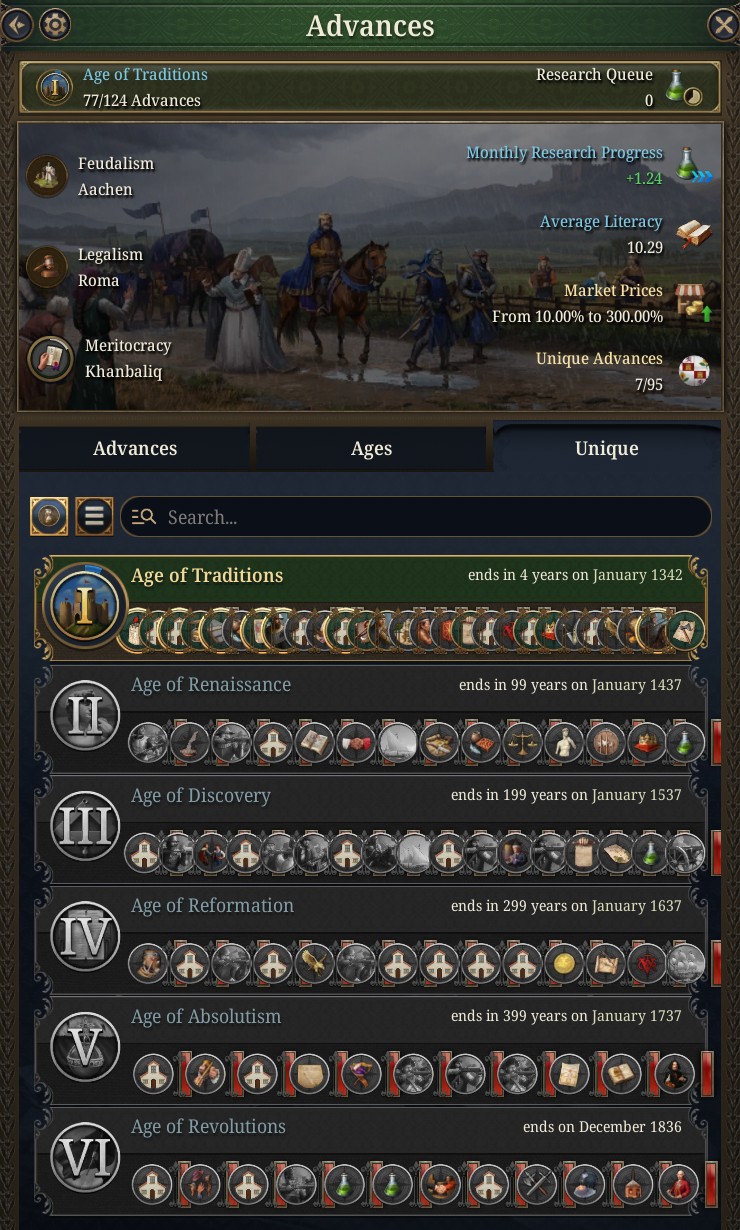 Advances
I
Age of Traditions
77/124 Advances
Research Queue
0
Feudalism
Aachen
Legalism
Roma
Meritocracy
Khanbaliq
Monthly Research Progress
+1.24
Average Literacy
10.29
Market Prices
From 10.00% to 300.00%
Unique Advances
7/95
Advances
Ages
Unique
Search...
I
Age of Traditions
ends in 4 years on January 1342
II
Age of Renaissance
ends in 99 years on January 1437
III
Age of Discovery
ends in 199 years on January 1537
IV
Age of Reformation
ends in 299 years on January 1637
V
Age of Absolutism
ends in 399 years on January 1737
VI
Age of Revolutions
ends on December 1836